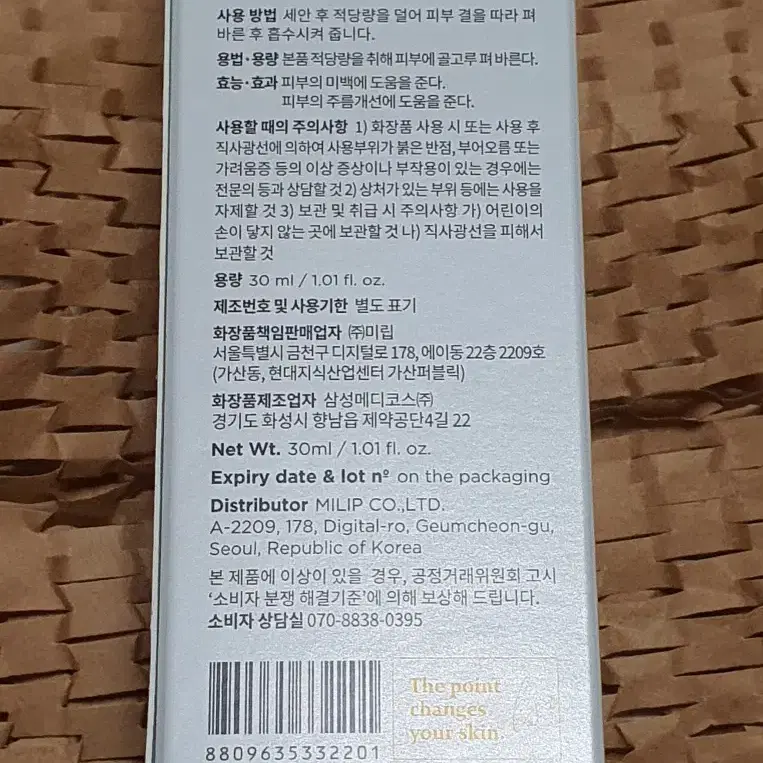 사용 방법 세안 후 적당량을 덜어 피부 결을 따라 펴
바른 후 흡수시켜 줍니다.
용법·용량 본품 적당량을 취해 피부에 골고루 펴 바른다.
효능·효과 피부의 미백에 도움을 준다.
피부의 주름개선에 도움을 준다.
사용할 때의 주의사항 1) 화장품 사용 시 또는 사용 후
직사광선에 의하여 사용부위가 붉은 반점, 부어오름 또는
가려움증 등의 이상 증상이나 부작용이 있는 경우에는
전문의 등과 상담할 것 2) 상처가 있는 부위 등에는 사용을
자제할 것 3) 보관 및 취급 시 주의사항 가) 어린이의
손이 닿지 않는 곳에 보관할 것 나) 직사광선을 피해서
보관할 것
용량 30 ml / 1.01 fl. oz.
제조번호 및 사용기한 별도 표기
화장품책임판매업자 ㈜미립
서울특별시 금천구 디지털로 178, 에이동 22층 2209호
(가산동, 현대지식산업센터 가산퍼블릭)
화장품제조업자 삼성메디코스㈜
경기도 화성시 향남읍 제약공단4길 22
Net Wt. 30ml / 1.01 fl. oz.
Expiry date & lot nº on the packaging
Distributor MILIP CO.,LTD.
A-2209, 178, Digital-ro, Geumcheon-gu,
Seoul, Republic of Korea
본 제품에 이상이 있을 경우, 공정거래위원회 고시
‘소비자 분쟁 해결기준’에 의해 보상해 드립니다.
소비자 상담실 070-8838-0395
8809635332201
The point
changes
your skin